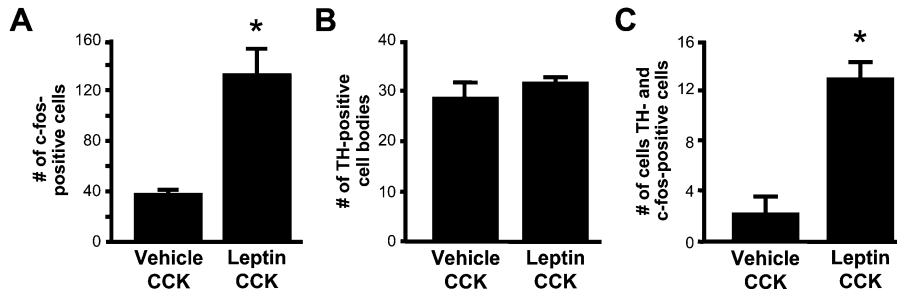 A
# of c-fos-
positive cells
160
120
80
40
0
*
Vehicle
CCK
Leptin
CCK
B
# of TH-positive
cell bodies
40
30
20
10
0
Vehicle
CCK
Leptin
CCK
C
# of cells TH- and
c-fos-positive cells
16
12
8
4
0
*
Vehicle
CCK
Leptin
CCK